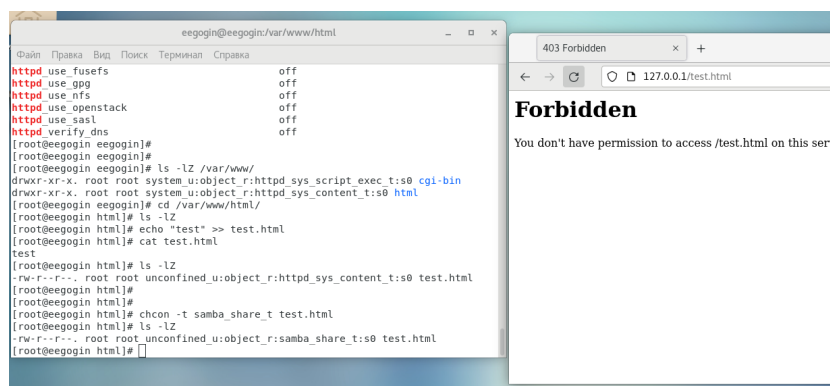 eegogin@eegogin:/var/www/html
Файл Правка Вид Поиск Терминал Справка
httpd_use_fusefs off
httpd_use_gpg off
httpd_use_nfs off
httpd_use_openstack off
httpd_use_sasl off
httpd_verify_dns off
[root@eegogin eegogin]#
[root@eegogin eegogin]#
[root@eegogin eegogin]# ls -lZ /var/www/
drwxr-xr-x. root root system_u:object_r:httpd_sys_script_exec_t:s0 cgi-bin
drwxr-xr-x. root root system_u:object_r:httpd_sys_content_t:s0 html
[root@eegogin eegogin]# cd /var/www/html/
[root@eegogin html]# ls -lZ
[root@eegogin html]# echo "test" >> test.html
[root@eegogin html]# cat test.html
test
[root@eegogin html]# ls -lZ
-rw-r--r--. root root unconfined_u:object_r:httpd_sys_content_t:s0 test.html
[root@eegogin html]#
[root@eegogin html]#
[root@eegogin html]# chcon -t samba_share_t test.html
[root@eegogin html]# ls -lZ
-rw-r--r--. root root unconfined_u:object_r:samba_share_t:s0 test.html
[root@eegogin html]#
403 Forbidden
127.0.0.1/test.html
Forbidden
You don't have permission to access /test.html on this ser